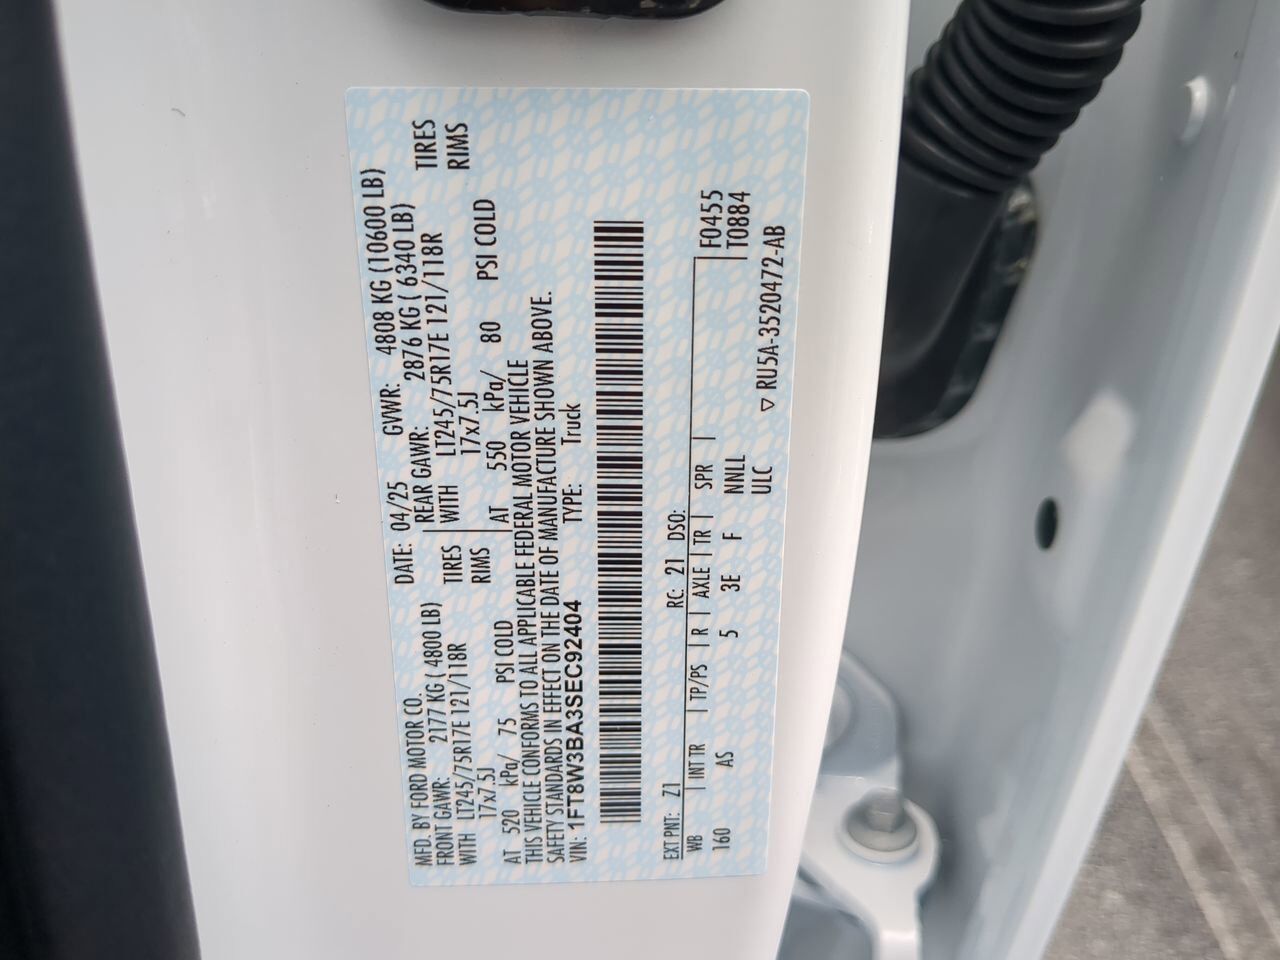 MFD. BY FORD MOTOR CO. DATE: 04/25 GVWR: 4808 KG (10600 LB)
FRONT GAWR: 2177 KG ( 4800 LB) REAR GAWR: 2876 KG ( 6340 LB)
WITH LT245/75R17E 121/118R TIRES WITH LT245/75R17E 121/118R TIRES
17x7.5J RIMS 17x7.5J RIMS
AT 520 kPa/ 75 PSI COLD AT 550 kPa/ 80 PSI COLD
THIS VEHICLE CONFORMS TO ALL APPLICABLE FEDERAL MOTOR VEHICLE
SAFETY STANDARDS IN EFFECT ON THE DATE OF MANUFACTURE SHOWN ABOVE.
VIN: 1FT8W3BA3SEC92404 TYPE: Truck
EXT PNT: Z1 RC: 21 DSO:
WB INT TR TP/PS R AXLE TR SPR F0455
160 AS 5 3E F NNLL T0884
ULC
▽ RU5A-3520472-AB